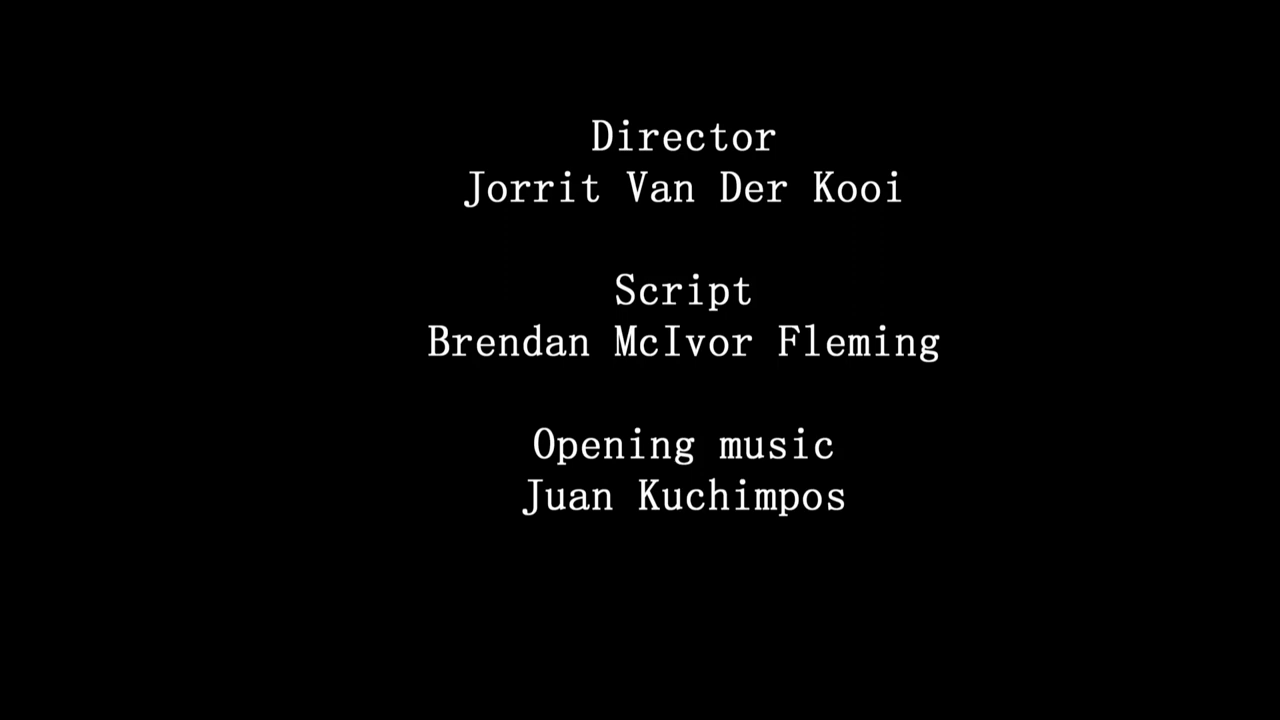 Director
Jorrit Van Der Kooi
Script
Brendan McIvor Fleming
Opening music
Juan Kuchimpos